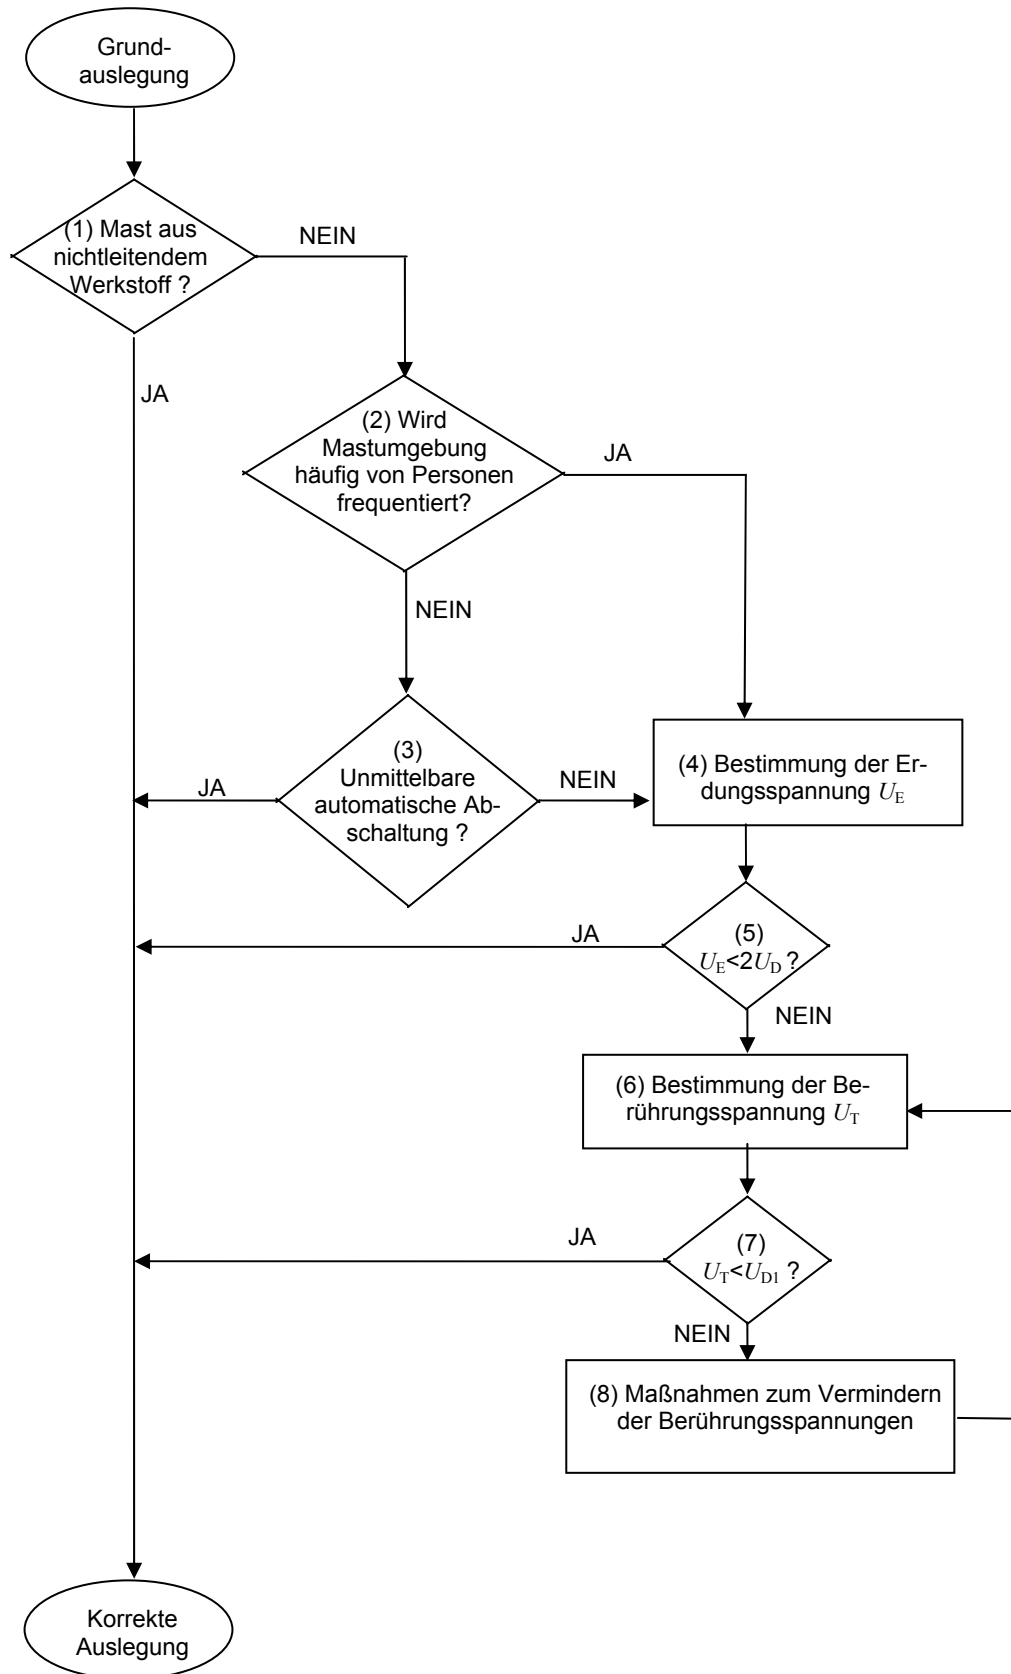 Grund-
auslegung
(1) Mast aus
nichtleitendem
Werkstoff ?
NEIN
JA
(2) Wird
Mastumgebung
häufig von Personen
frequentiert?
JA
NEIN
(3)
Unmittelbare
automatische Ab-
schaltung ?
JA
NEIN
(4) Bestimmung der Er-
dungsspannung UE
(5)
UE<2UD ?
JA
NEIN
(6) Bestimmung der Be-
rührungsspannung UT
(7)
UT<UD1 ?
JA
NEIN
(8) Maßnahmen zum Vermindern
der Berührungsspannungen
Korrekte
Auslegung